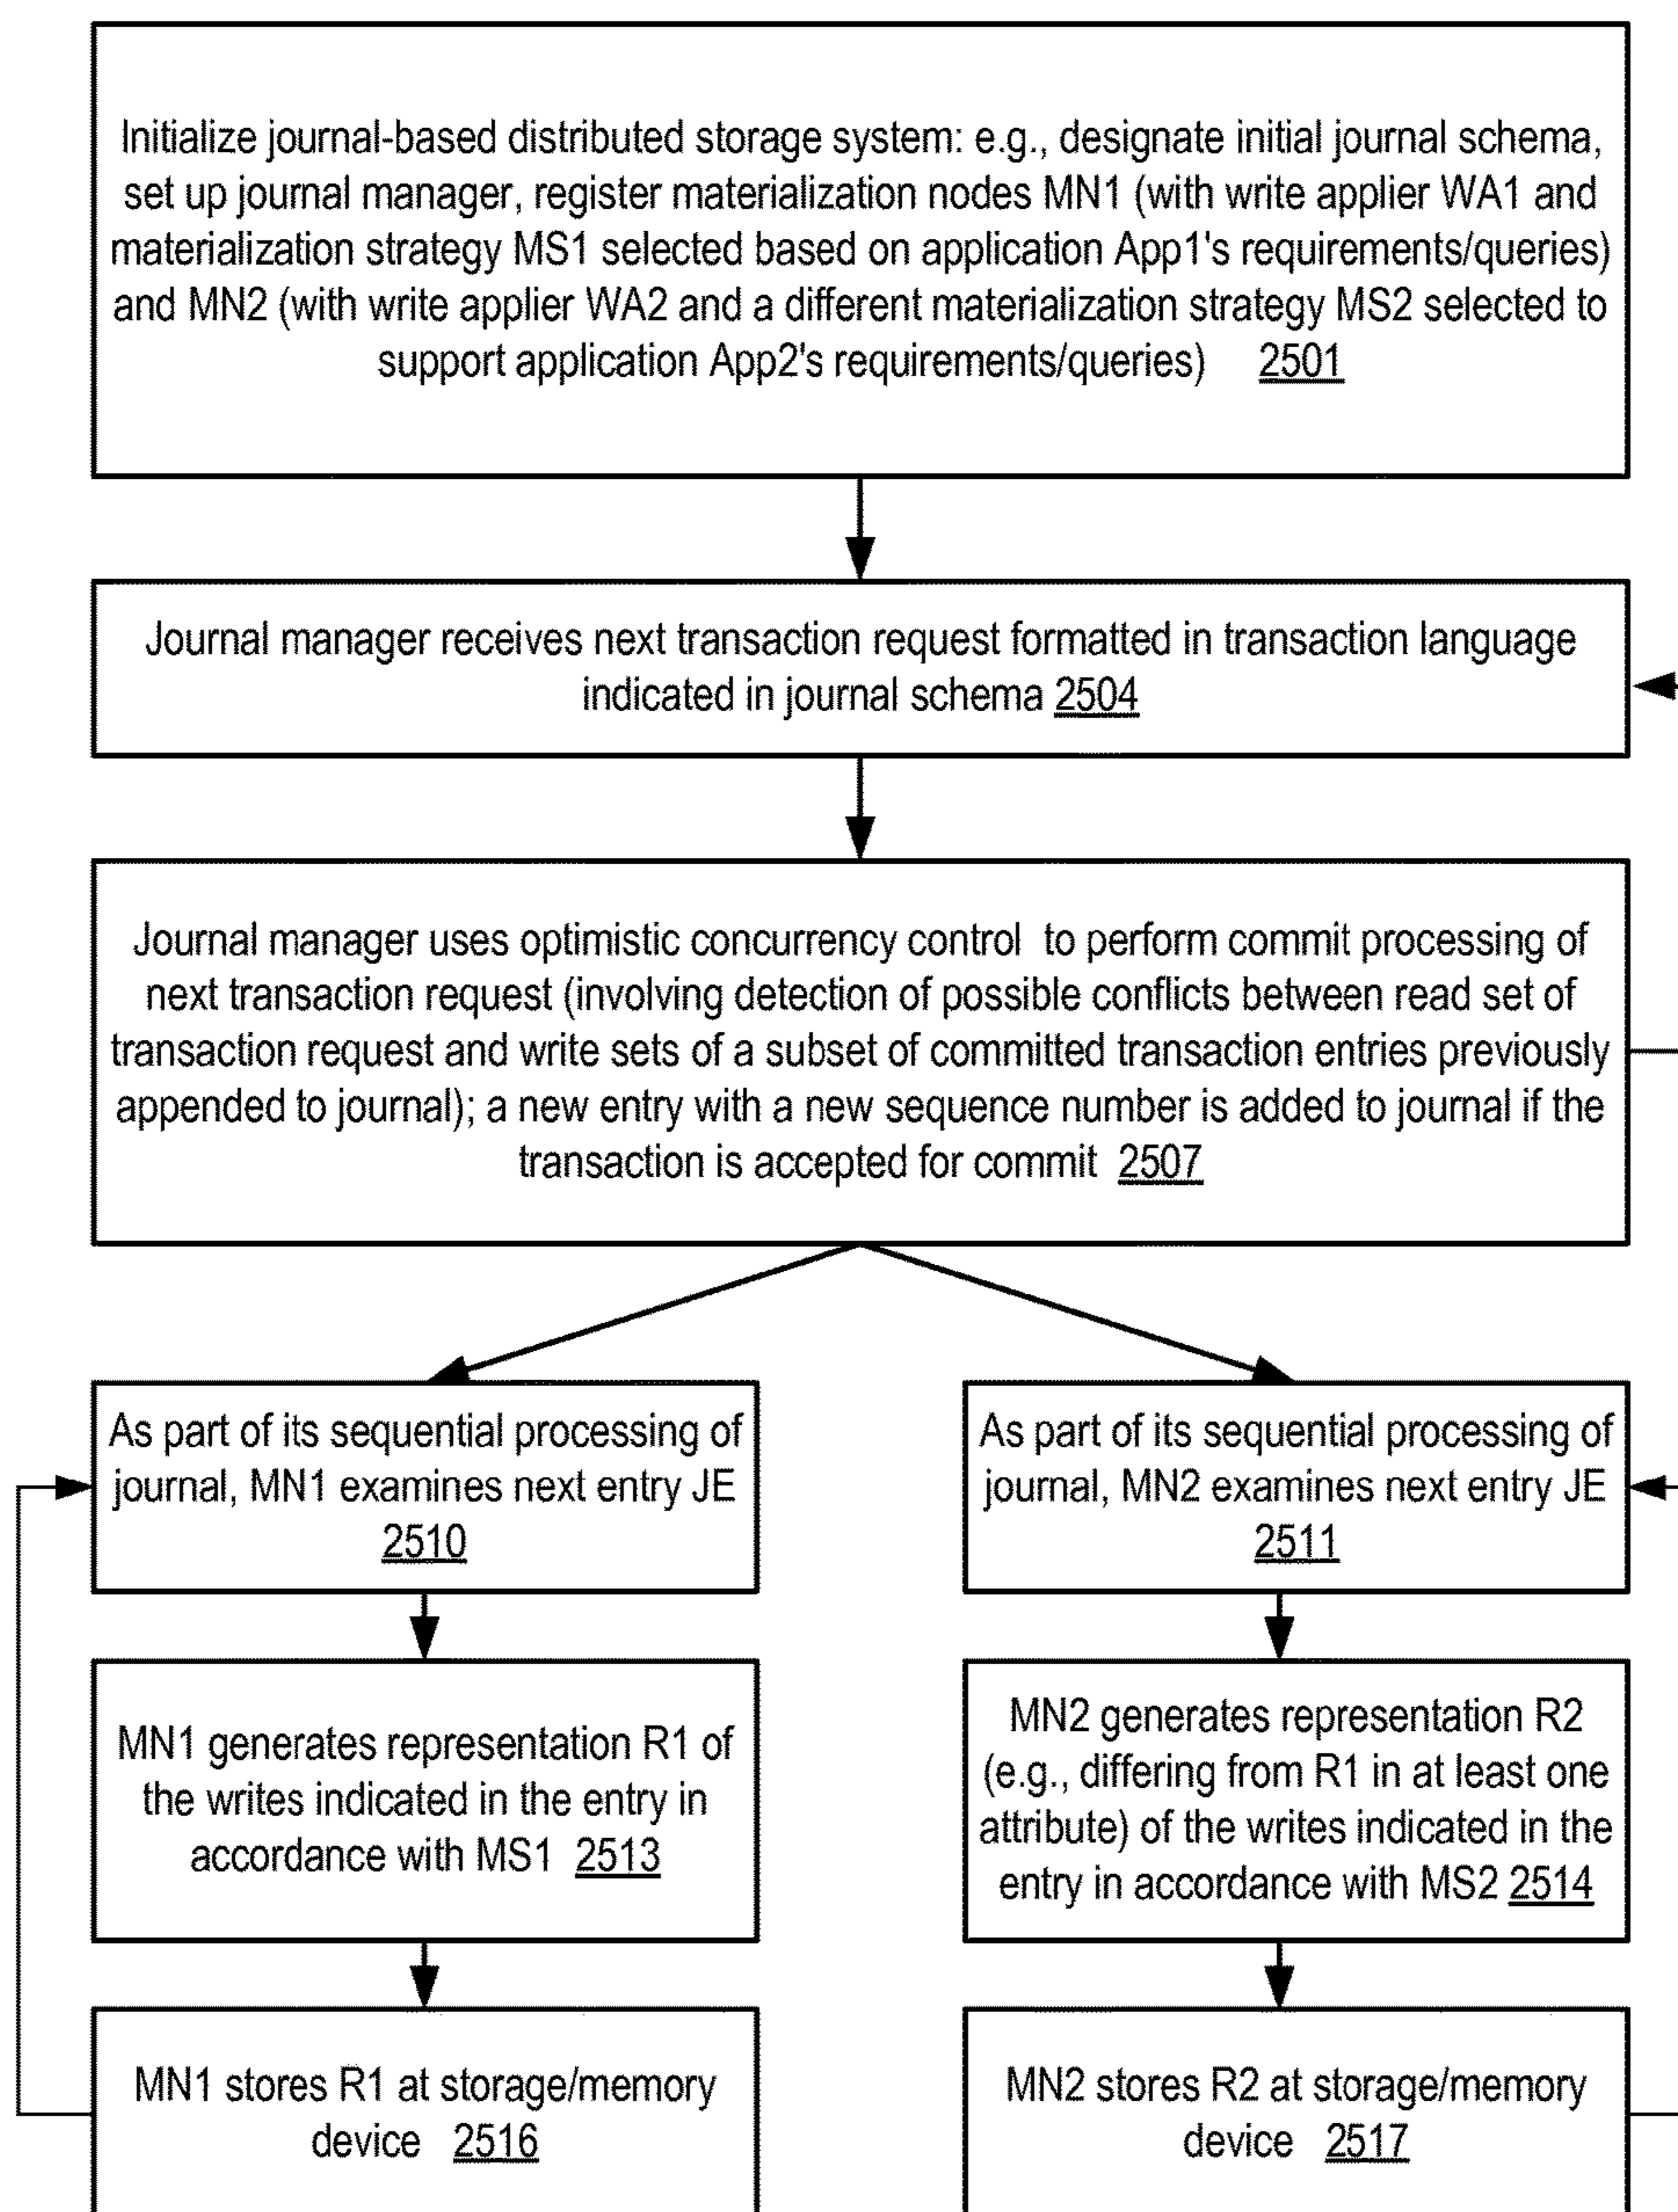 Initialize journal-based distributed storage system: e.g., designate initial journal schema,
set up journal manager, register materialization nodes MN1 (with write applier WA1 and
materialization strategy MS1 selected based on application App1's requirements/queries)
and MN2 (with write applier WA2 and a different materialization strategy MS2 selected to
support application App2's requirements/queries) 2501
Journal manager receives next transaction request formatted in transaction language
indicated in journal schema 2504
Journal manager uses optimistic concurrency control to perform commit processing of
next transaction request (involving detection of possible conflicts between read set of
transaction request and write sets of a subset of committed transaction entries previously
appended to journal); a new entry with a new sequence number is added to journal if the
transaction is accepted for commit 2507
As part of its sequential processing of
journal, MN1 examines next entry JE
2510
As part of its sequential processing of
journal, MN2 examines next entry JE
2511
MN1 generates representation R1 of
the writes indicated in the entry in
accordance with MS1 2513
MN2 generates representation R2
(e.g., differing from R1 in at least one
attribute) of the writes indicated in the
entry in accordance with MS2 2514
MN1 stores R1 at storage/memory
device 2516
MN2 stores R2 at storage/memory
device 2517